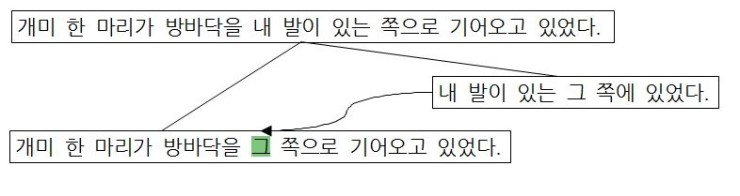 개미 한 마리가 방바닥을 내 발이 있는 쪽으로 기어오고 있었다.
내 발이 있는 그 쪽에 있었다.
개미 한 마리가 방바닥을 그 쪽으로 기어오고 있었다.